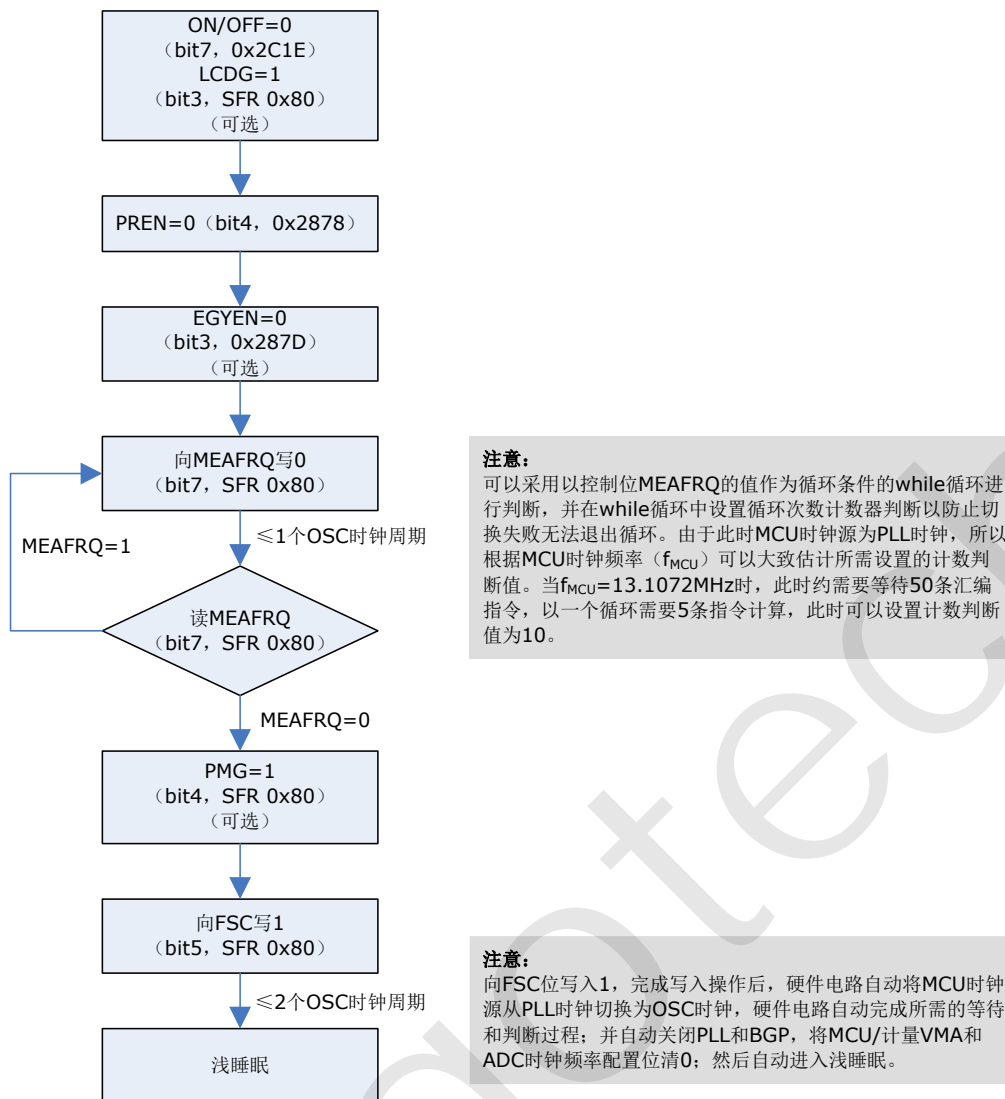 ON/OFF=0
（bit7，0x2C1E）
LCDG=1
（bit3，SFR 0x80）
（可选）
PREN=0（bit4，0x2878）
EGYEN=0
（bit3，0x287D）
（可选）
向MEAFRQ写0
（bit7，SFR 0x80）
MEAFRQ=1
≤1个OSC时钟周期
读MEAFRQ
（bit7，SFR 0x80）
MEAFRQ=0
PMG=1
（bit4，SFR 0x80）
（可选）
向FSC写1
（bit5，SFR 0x80）
≤2个OSC时钟周期
浅睡眠
注意：
可以采用以控制位MEAFRQ的值作为循环条件的while循环进
行判断，并在while循环中设置循环次数计数器判断以防止切
换失败无法退出循环。由于此时MCU时钟源为PLL时钟，所以
根据MCU时钟频率（fMCU）可以大致估计所需设置的计数判
断值。当fMCU=13.1072MHz时，此时约需要等待50条汇编
指令，以一个循环需要5条指令计算，此时可以设置计数判断
值为10。
注意：
向FSC位写入1，完成写入操作后，硬件电路自动将MCU时钟
源从PLL时钟切换为OSC时钟，硬件电路自动完成所需的等待
和判断过程；并自动关闭PLL和BGP，将MCU/计量VMA和
ADC时钟频率配置位清0；然后自动进入浅睡眠。